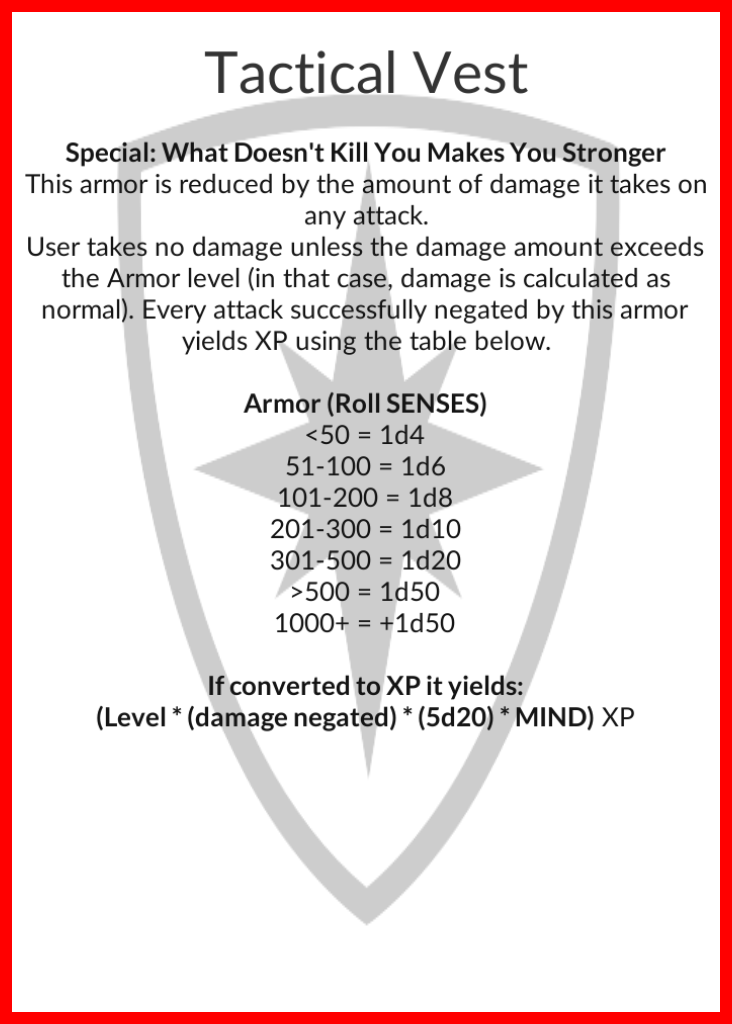 Tactical Vest
Special: What Doesn't Kill You Makes You Stronger
This armor is reduced by the amount of damage it takes on
any attack.
User takes no damage unless the damage amount exceeds
the Armor level (in that case, damage is calculated as
normal). Every attack successfully negated by this armor
yields XP using the table below.
Armor (Roll SENSES)
<50 = 1d4
51-100 = 1d6
101-200 = 1d8
201-300 = 1d10
301-500 = 1d20
>500 = 1d50
1000+ = +1d50
If converted to XP it yields:
(Level * (damage negated) * (5d20) * MIND) XP